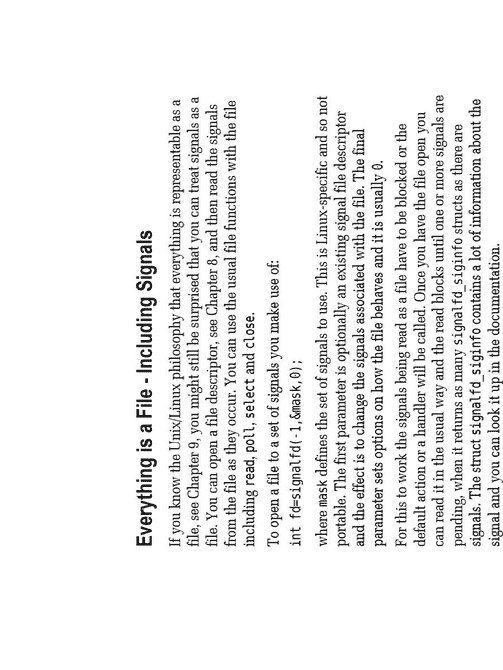 Everything is a File - Including Signals
If you know the Unix/Linux philosophy that everything is representable as a
file, see Chapter 9, you might still be surprised that you can treat signals as a
file. You can open a file descriptor, see Chapter 8, and then read the signals
from the file as they occur. You can use the usual file functions with the file
including read, poll, select and close.
To open a file to a set of signals you make use of:
int fd=signalfd(-1,&mask,0);
where mask defines the set of signals to use. This is Linux-specific and so not
portable. The first parameter is optionally an existing signal file descriptor
and the effect is to change the signals associated with the file. The final
parameter sets options on how the file behaves and it is usually 0.
For this to work the signals being read as a file have to be blocked or the
default action or a handler will be called. Once you have the file open you
can read it in the usual way and the read blocks until one or more signals are
pending, when it returns as many signalfd_siginfo structs as there are
signals. The struct signalfd_siginfo contains a lot of information about the
signal and you can look it up in the documentation.